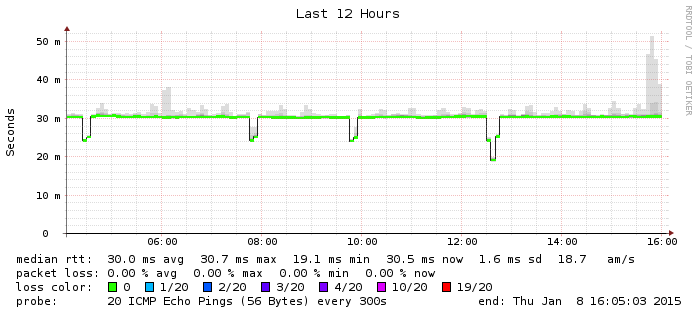 Last 12 Hours
RRDTOOL / TOBI OETIKER
Seconds
50 m
40 m
30 m
20 m
10 m
0
06:00 08:00 10:00 12:00 14:00 16:00
median rtt: 30.0 ms avg 30.7 ms max 19.1 ms min 30.5 ms now 1.6 ms sd 18.7 am/s
packet loss: 0.00 % avg 0.00 % max 0.00 % min 0.00 % now
loss color: 0 1/20 2/20 3/20 4/20 10/20 19/20
probe: 20 ICMP Echo Pings (56 Bytes) every 300s end: Thu Jan 8 16:05:03 2015